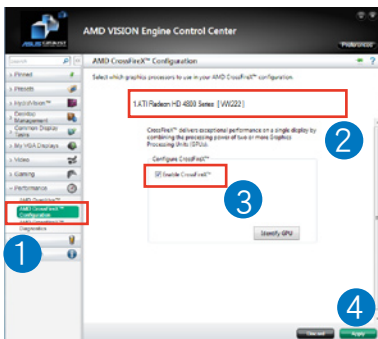 AMD VISION Engine Control Center
Preferences
Search
AMD CrossFireX™ Configuration
Pinned
Presets
HydraVision™
Desktop
Management
Common Display
Tasks
My VGA Displays
Video
Gaming
Performance
AMD CrossFireX™
Configuration
Diagnostics
Select which graphics processors to use in your AMD CrossFireX™ configuration.
1.ATI Radeon HD 4800 Series [ VW222 ]
CrossFireX™ delivers exceptional performance on a single display by
combining the processing power of two or more Graphics
Processing Units (GPUs).
Configure CrossFireX™
Enable CrossFireX™
Identify GPU
Discard
Apply
1
2
3
4